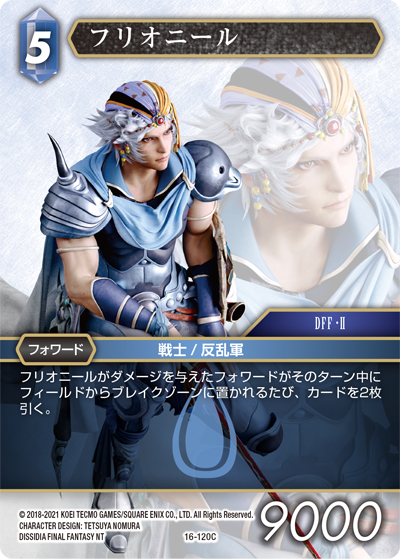 5
フリオニール
DFF・II
フォワード
戦士 / 反乱軍
フリオニールがダメージを与えたフォワードがそのターン中に
フィールドからブレイクゾーンに置かれるたび、カードを2枚
引く。
© 2018-2021 KOEI TECMO GAMES/SQUARE ENIX CO., LTD. All Rights Reserved.
CHARACTER DESIGN: TETSUYA NOMURA
DISSIDIA FINAL FANTASY NT
16-120C
9000